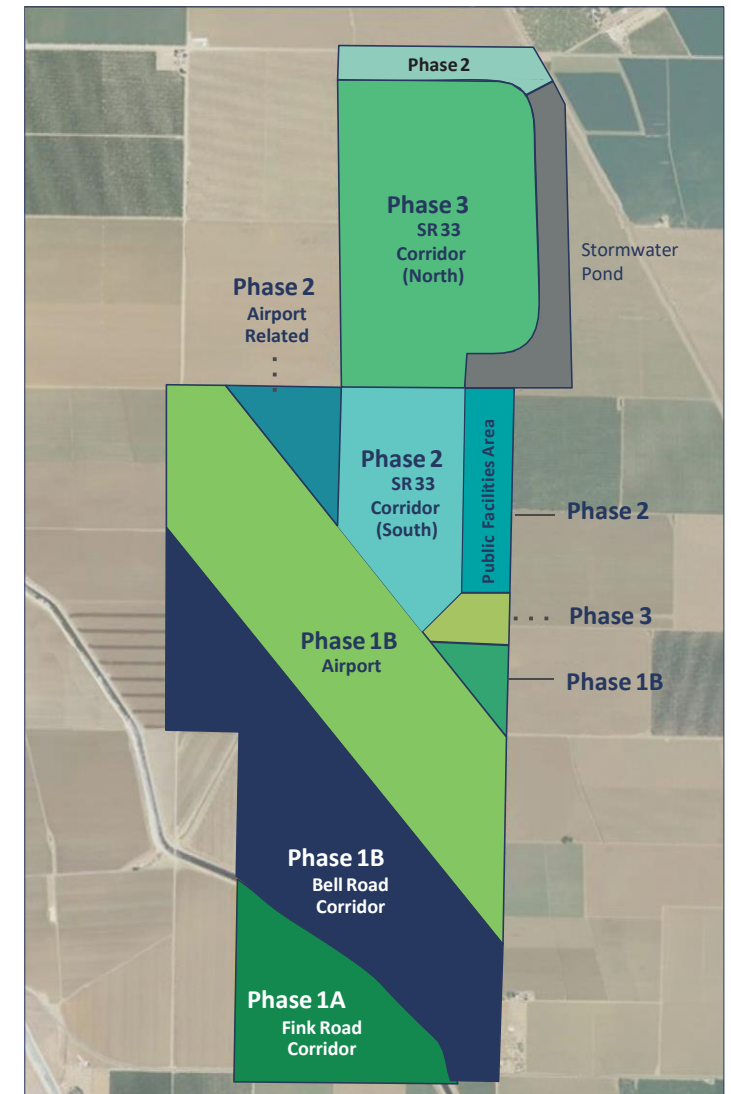 Phase 2
Phase 3
SR 33
Corridor
(North)
Stormwater
Pond
Phase 2
Airport
Related
Phase 2
SR 33
Corridor
(South)
Public Facilities Area
Phase 2
Phase 3
Phase 1B
Airport
Phase 1B
Phase 1B
Bell Road
Corridor
Phase 1A
Fink Road
Corridor